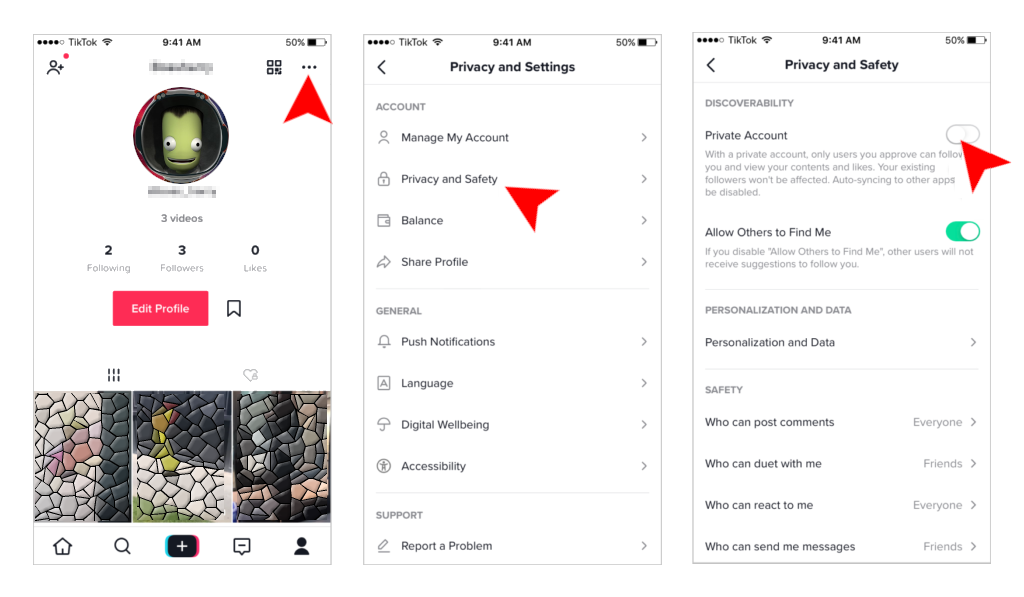 TikTok 9:41 AM 50%
3 videos
2 3 0
Following Followers Likes
Edit Profile
TikTok 9:41 AM 50%
Privacy and Settings
ACCOUNT
Manage My Account
Privacy and Safety
Balance
Share Profile
GENERAL
Push Notifications
A Language
Digital Wellbeing
Accessibility
SUPPORT
Report a Problem
TikTok 9:41 AM 50%
Privacy and Safety
DISCOVERABILITY
Private Account
With a private account, only users you approve can follow
you and view your contents and likes. Your existing
followers won't be affected. Auto-syncing to other apps
be disabled.
Allow Others to Find Me
If you disable "Allow Others to Find Me", other users will not
receive suggestions to follow you.
PERSONALIZATION AND DATA
Personalization and Data
SAFETY
Who can post comments Everyone
Who can duet with me Friends
Who can react to me Everyone
Who can send me messages Friends